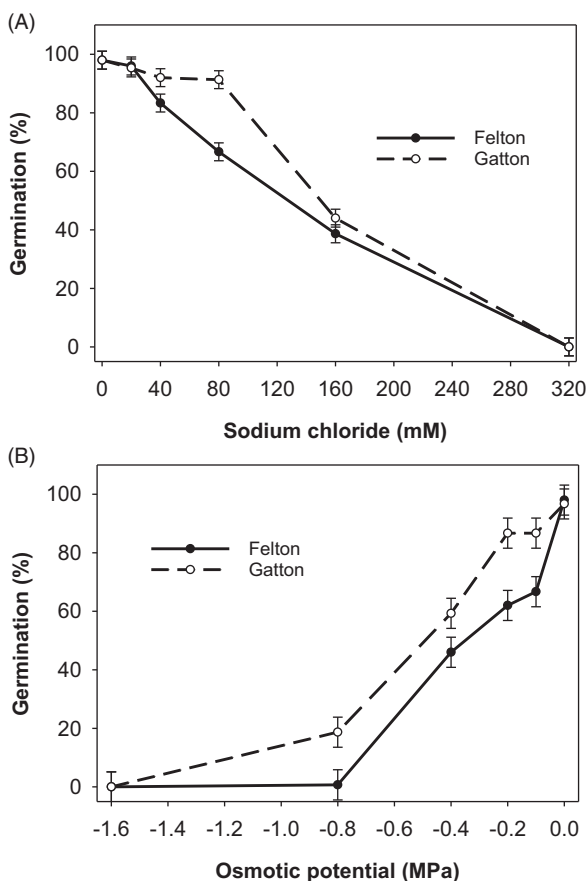 (A)
100
80
60
40
20
0
Germination (%)
Felton
Gatton
0 40 80 120 160 200 240 280 320
Sodium chloride (mM)
(B)
100
80
60
40
20
0
Germination (%)
Felton
Gatton
-1.6 -1.4 -1.2 -1.0 -0.8 -0.6 -0.4 -0.2 0.0
Osmotic potential (MPa)